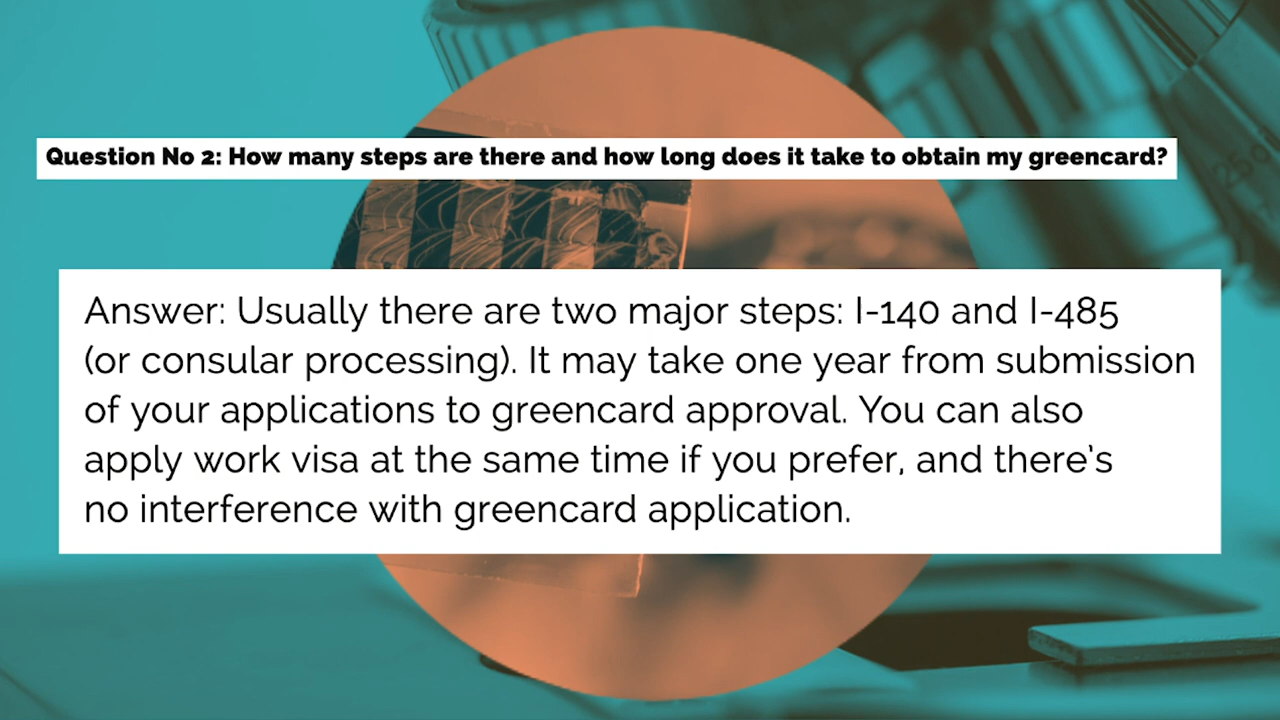 Question No 2: How many steps are there and how long does it take to obtain my greencard?
Answer: Usually there are two major steps: I-140 and I-485
(or consular processing). It may take one year from submission
of your applications to greencard approval. You can also
apply work visa at the same time if you prefer, and there's
no interference with greencard application.